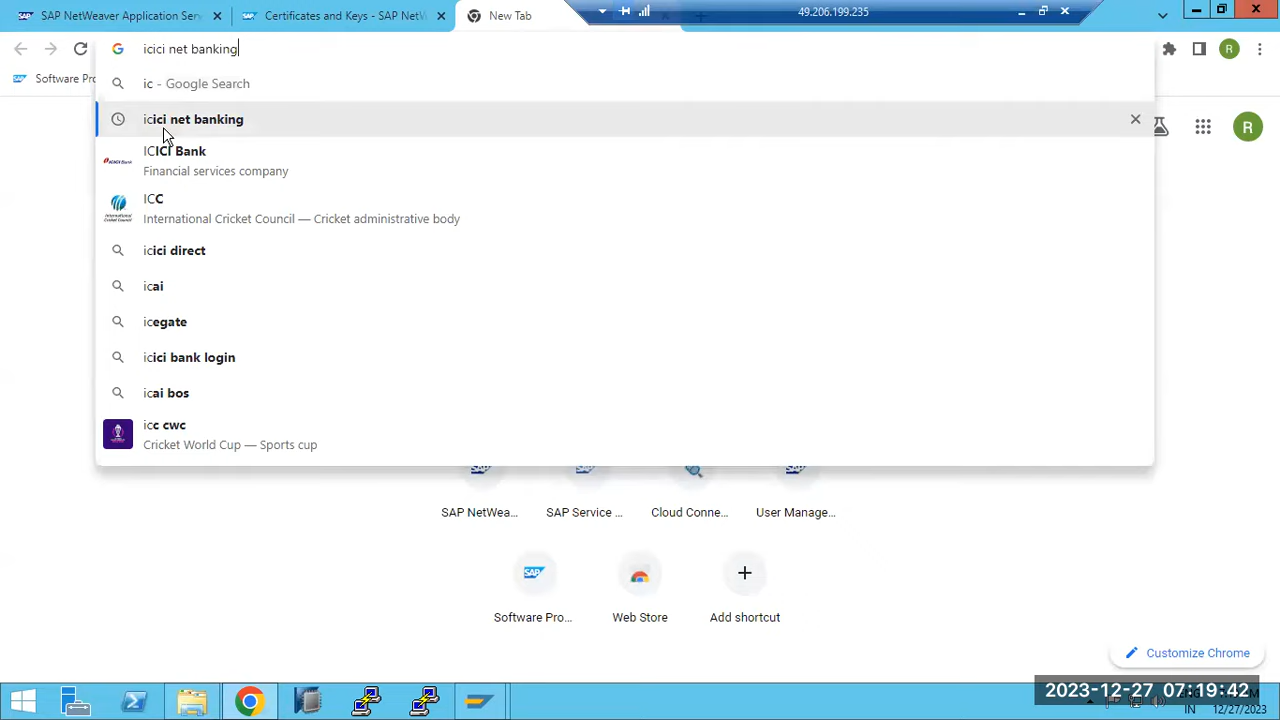 SAP NetWeaver Application Serv
Certificates and Keys - SAP NetW
New Tab
49.206.199.235
icici net banking
R
Software Pro
ic - Google Search
icici net banking
R
ICICI Bank
Financial services company
ICC
International Cricket Council — Cricket administrative body
icici direct
icai
icegate
icici bank login
icai bos
icc cwc
Cricket World Cup — Sports cup
SAP NetWea...
SAP Service ...
Cloud Conne...
User Manage...
SAP
Software Pro...
Web Store
Add shortcut
Customize Chrome
2023-12-27 07:19:42
IN
12/27/2023